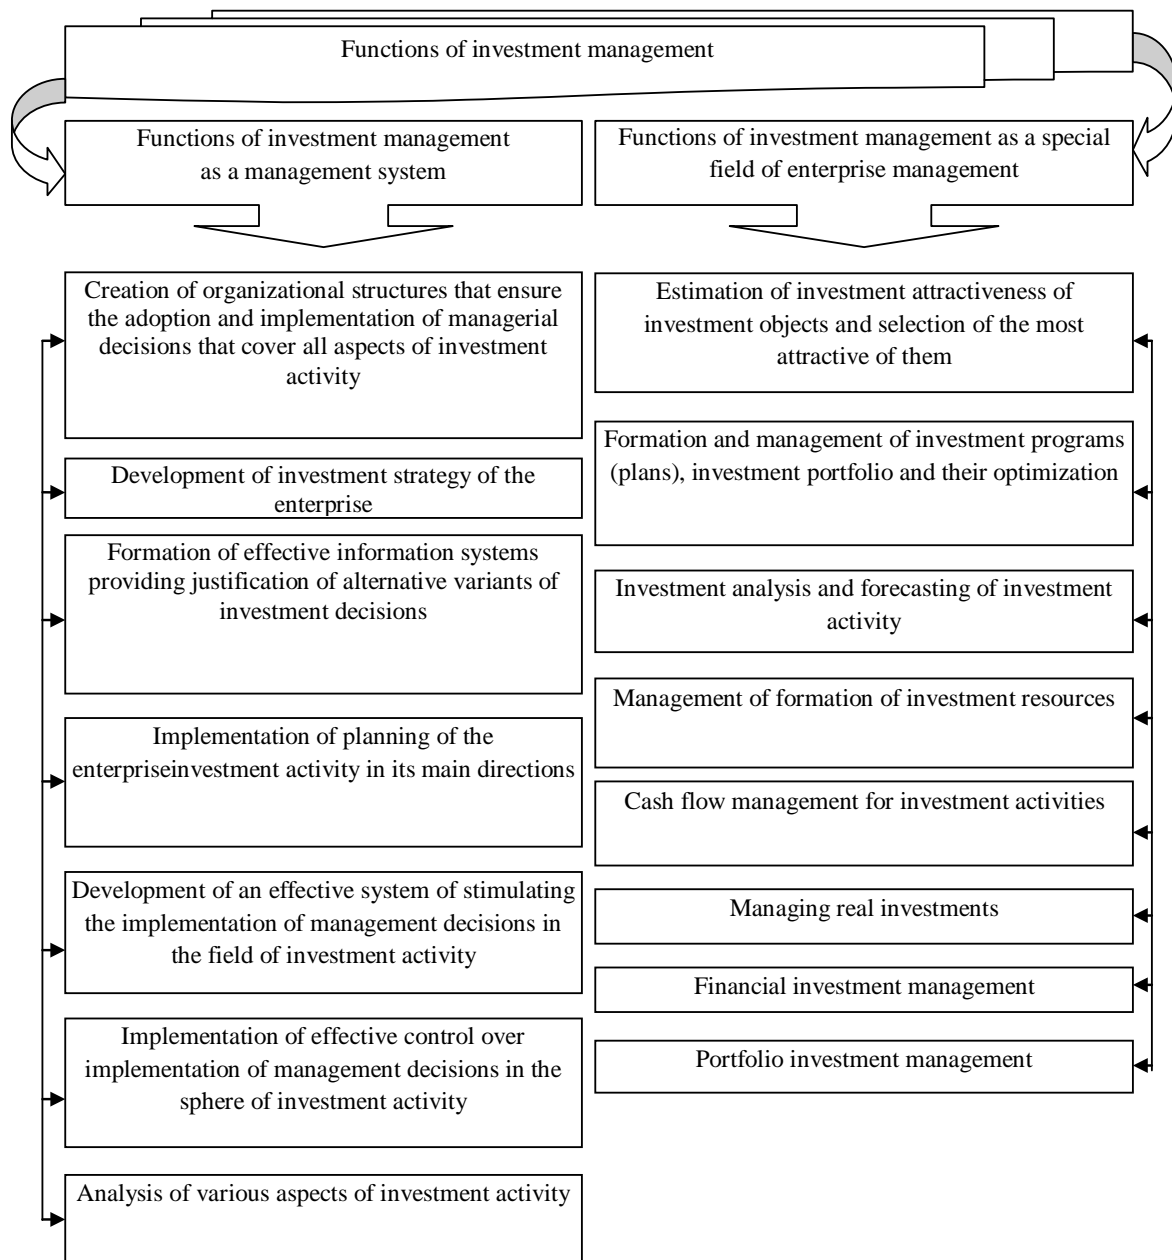 Functions of investment management
Functions of investment management
as a management system
Functions of investment management as a special
field of enterprise management
Creation of organizational structures that ensure
the adoption and implementation of managerial
decisions that cover all aspects of investment
activity
Development of investment strategy of the
enterprise
Formation of effective information systems
providing justification of alternative variants of
investment decisions
Implementation of planning of the
enterpriseinvestment activity in its main directions
Development of an effective system of stimulating
the implementation of management decisions in
the field of investment activity
Implementation of effective control over
implementation of management decisions in the
sphere of investment activity
Analysis of various aspects of investment activity
Estimation of investment attractiveness of
investment objects and selection of the most
attractive of them
Formation and management of investment programs
(plans), investment portfolio and their optimization
Investment analysis and forecasting of investment
activity
Management of formation of investment resources
Cash flow management for investment activities
Managing real investments
Financial investment management
Portfolio investment management